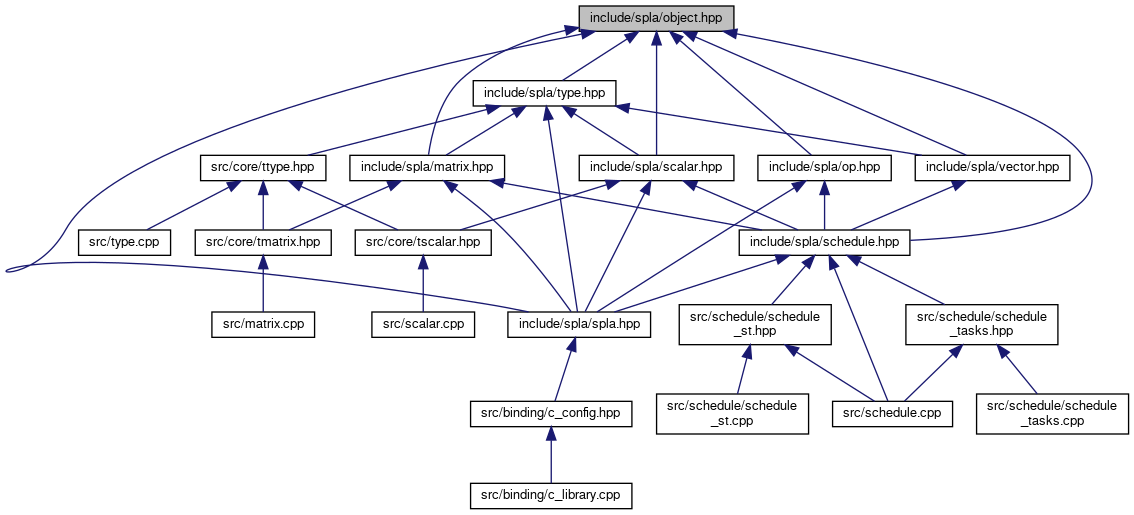 include/spla/object.hpp
include/spla/type.hpp
src/core/ttype.hpp
include/spla/matrix.hpp
include/spla/scalar.hpp
include/spla/op.hpp
include/spla/vector.hpp
src/type.cpp
src/core/tmatrix.hpp
src/core/tscalar.hpp
include/spla/schedule.hpp
src/matrix.cpp
src/scalar.cpp
include/spla/spla.hpp
src/schedule/schedule
_st.hpp
src/schedule/schedule
_tasks.hpp
src/binding/c_config.hpp
src/schedule/schedule
_st.cpp
src/schedule.cpp
src/schedule/schedule
_tasks.cpp
src/binding/c_library.cpp